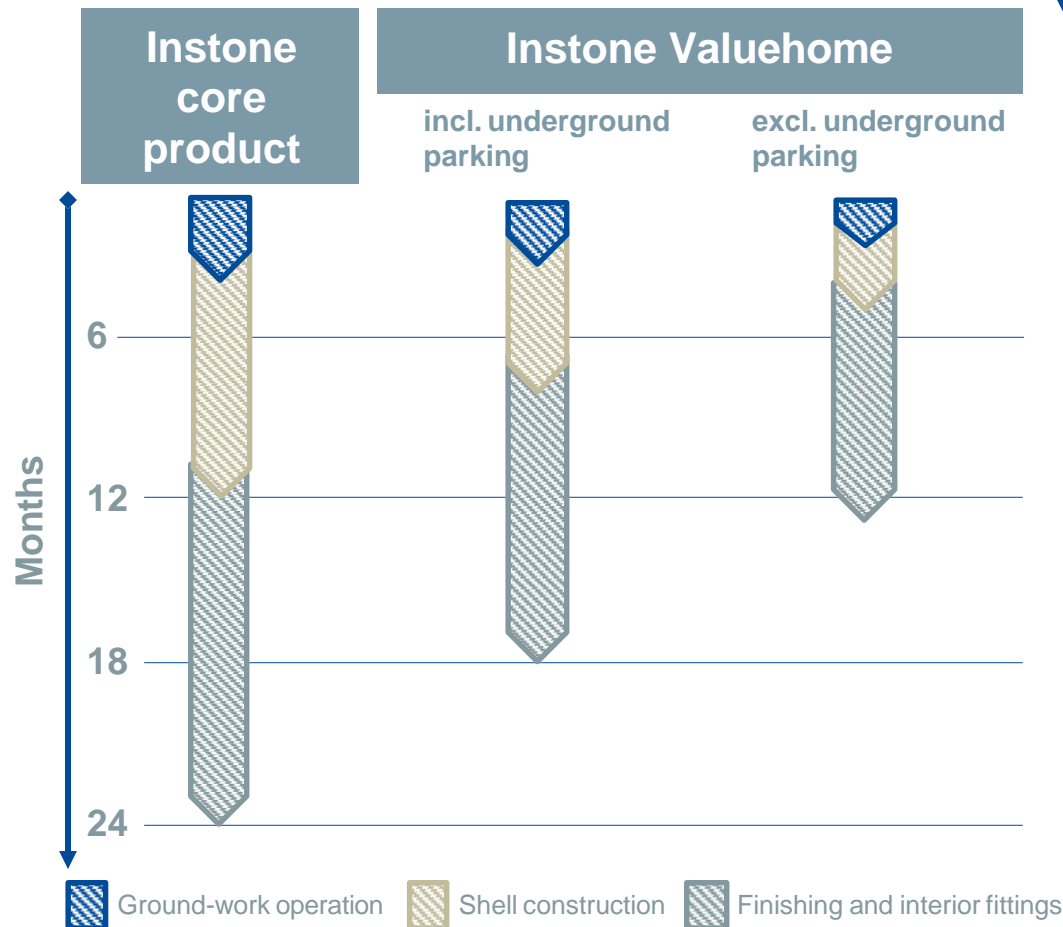 Instone
core
product
Instone Valuehome
incl. underground
parking
excl. underground
parking
6
12
18
24
Months
Ground-work operation
Shell construction
Finishing and interior fittings